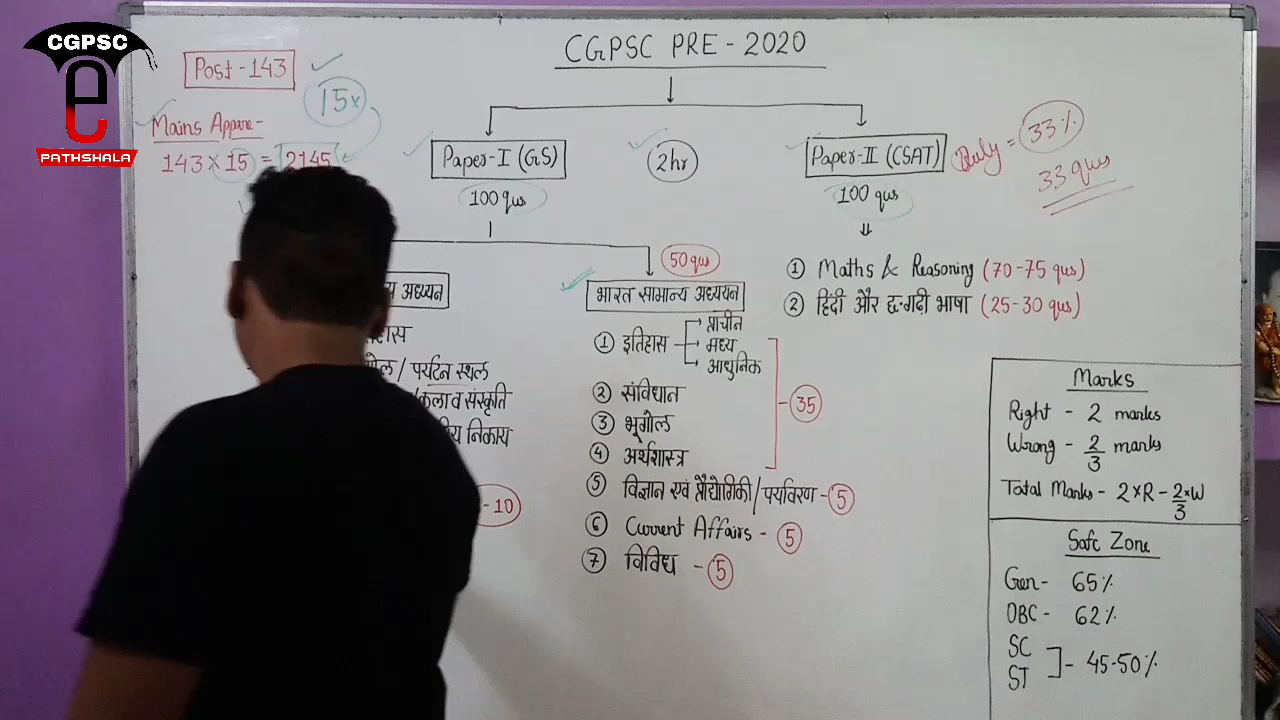 CGPSC
PATHSHALA
CGPSC PRE - 2020
Post - 143
15x
Mains Appare -
143 × 15 = 2145
Paper-I (GS)
100 qus
2hr
Paper-II (CSAT)
100 qus
= 33%
33 qus
① Maths & Reasoning (70-75 qus)
② हिंदी और छ.गढ़ी भाषा (25-30 qus)
अध्ययन
/ पर्यटन स्थल
कला व संस्कृति
निकाय
- 10
50 qus
भारत सामान्य अध्ययन
① इतिहास
प्राचीन
मध्य
आधुनिक
② संविधान
③ भूगोल
④ अर्थशास्त्र
- 35
⑤ विज्ञान एवं प्रौद्योगिकी / पर्यावरण - 5
⑥ Current Affairs - 5
⑦ विविध - 5
Marks
Right - 2 marks
Wrong - 2/3 marks
Total Marks - 2×R - 2/3×W
Safe Zone
Gen - 65%
OBC - 62%
SC
ST ] - 45-50%